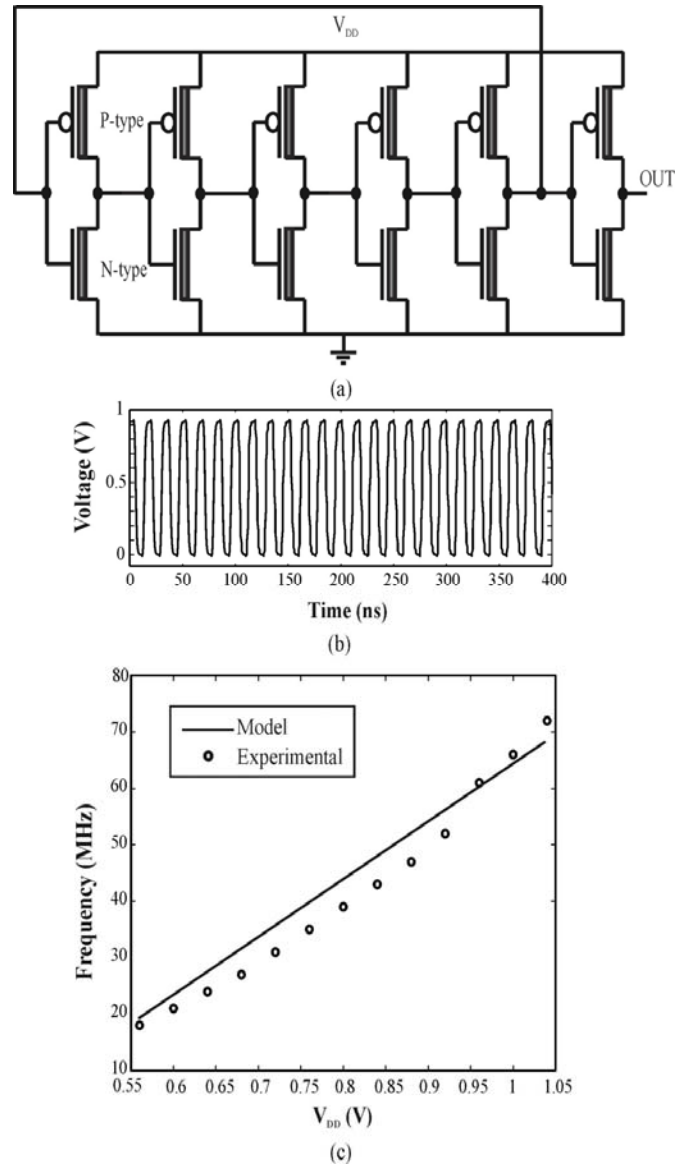 V_DD
P-type
OUT
N-type
(a)
1
0.5
0
Voltage (V)
0 50 100 150 200 250 300 350 400
Time (ns)
(b)
80
70
60
50
40
30
20
10
Frequency (MHz)
Model
Experimental
0.55 0.6 0.65 0.7 0.75 0.8 0.85 0.9 0.95 1 1.05
V_DD (V)
(c)